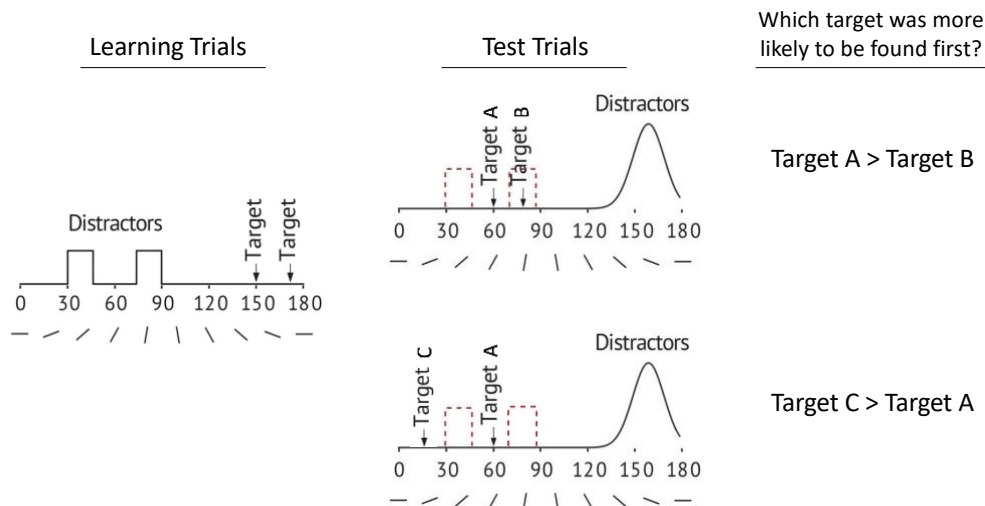 Learning Trials
Test Trials
Which target was more
likely to be found first?
Distractors
Target
Target
0 30 60 90 120 150 180
Distractors
Target A
Target B
0 30 60 90 120 150 180
Target A > Target B
Distractors
Target C
Target A
0 30 60 90 120 150 180
Target C > Target A